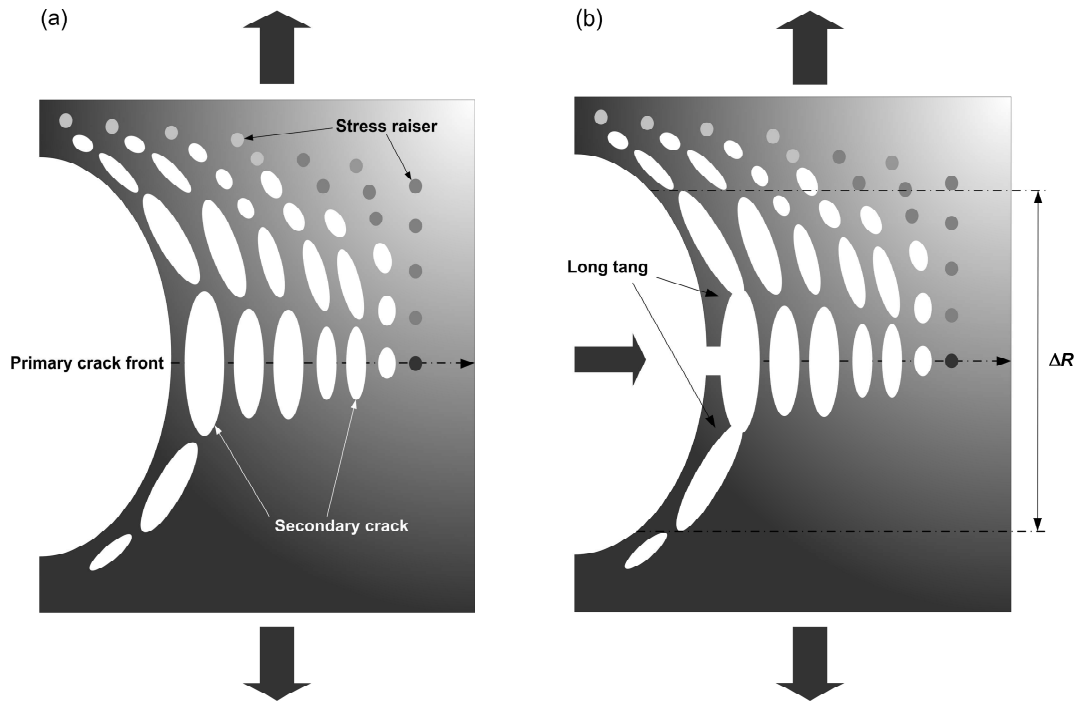 (a)
(b)
Stress raiser
Long tang
Primary crack front
ΔR
Secondary crack